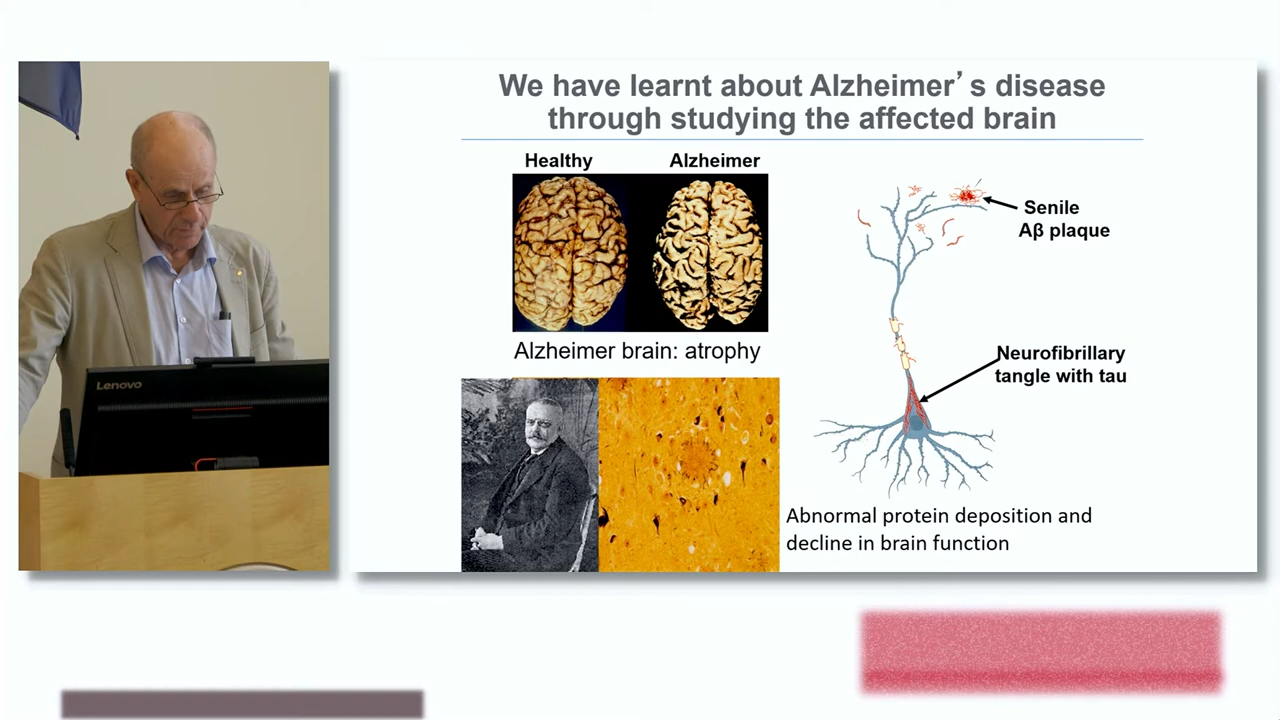 We have learnt about Alzheimer’s disease
through studying the affected brain
Healthy
Alzheimer
Senile
Aβ plaque
Alzheimer brain: atrophy
Neurofibrillary
tangle with tau
Lenovo
Abnormal protein deposition and
decline in brain function